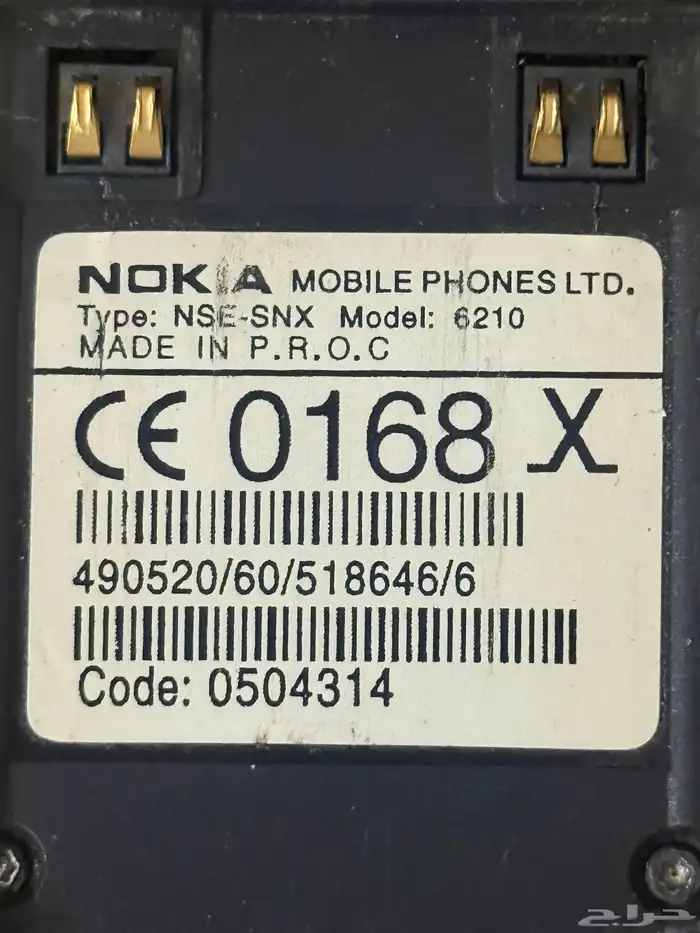 NOKIA MOBILE PHONES LTD.
Type: NSE-SNX Model: 6210
MADE IN P.R.O.C
CE 0168 X
490520/60/518646/6
Code: 0504314
حراج